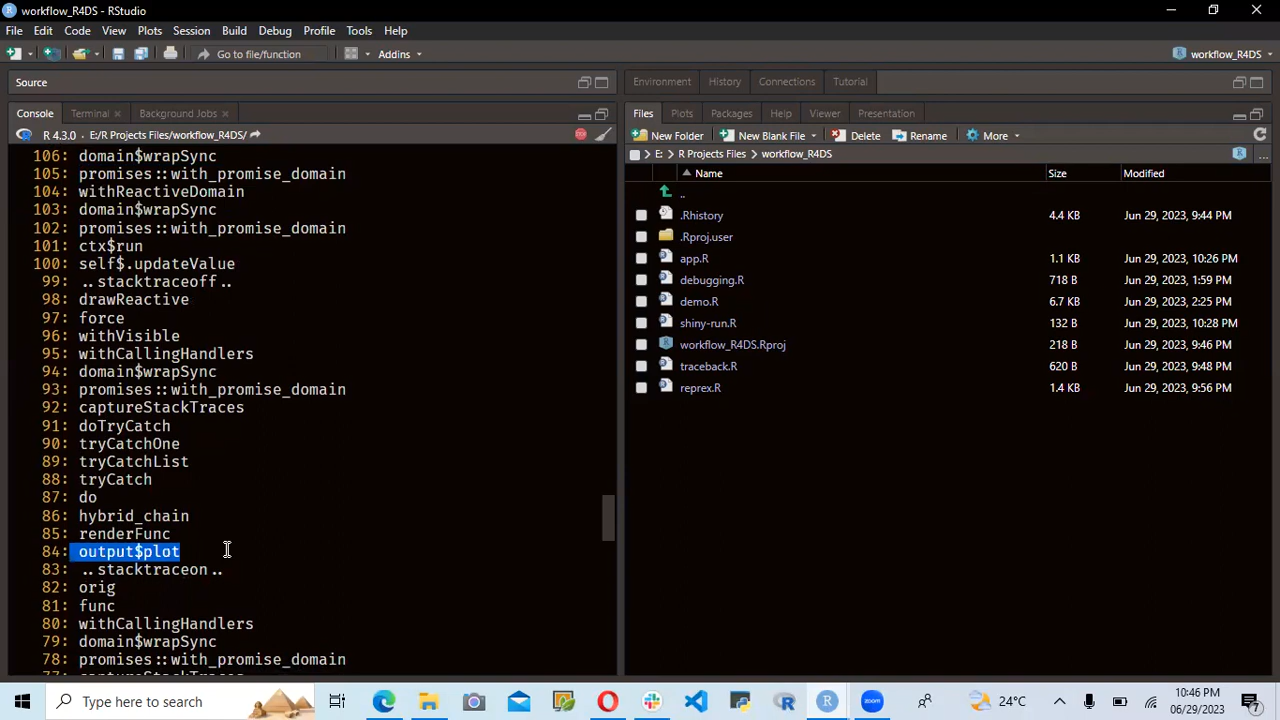 workflow_R4DS - RStudio
File Edit Code View Plots Session Build Debug Profile Tools Help
Go to file/function Addins workflow_R4DS
Source
Environment History Connections Tutorial
Console Terminal Background Jobs
Files Plots Packages Help Viewer Presentation
R 4.3.0 · E:/R Projects Files/workflow_R4DS/
New Folder New Blank File Delete Rename More
E: R Projects Files workflow_R4DS
Name Size Modified
..
.Rhistory 4.4 KB Jun 29, 2023, 9:44 PM
.Rproj.user
app.R 1.1 KB Jun 29, 2023, 10:26 PM
debugging.R 718 B Jun 29, 2023, 1:59 PM
demo.R 6.7 KB Jun 29, 2023, 2:25 PM
shiny-run.R 132 B Jun 29, 2023, 10:28 PM
workflow_R4DS.Rproj 218 B Jun 29, 2023, 9:46 PM
traceback.R 620 B Jun 29, 2023, 9:48 PM
reprex.R 1.4 KB Jun 29, 2023, 9:56 PM
106: domain$wrapSync
105: promises::with_promise_domain
104: withReactiveDomain
103: domain$wrapSync
102: promises::with_promise_domain
101: ctx$run
100: self$.updateValue
99: ..stacktraceoff..
98: drawReactive
97: force
96: withVisible
95: withCallingHandlers
94: domain$wrapSync
93: promises::with_promise_domain
92: captureStackTraces
91: doTryCatch
90: tryCatchOne
89: tryCatchList
88: tryCatch
87: do
86: hybrid_chain
85: renderFunc
84: output$plot
83: ..stacktraceon..
82: orig
81: func
80: withCallingHandlers
79: domain$wrapSync
78: promises::with_promise_domain
77: captureStackTraces
Type here to search
zoom
24°C
10:46 PM
06/29/2023
7